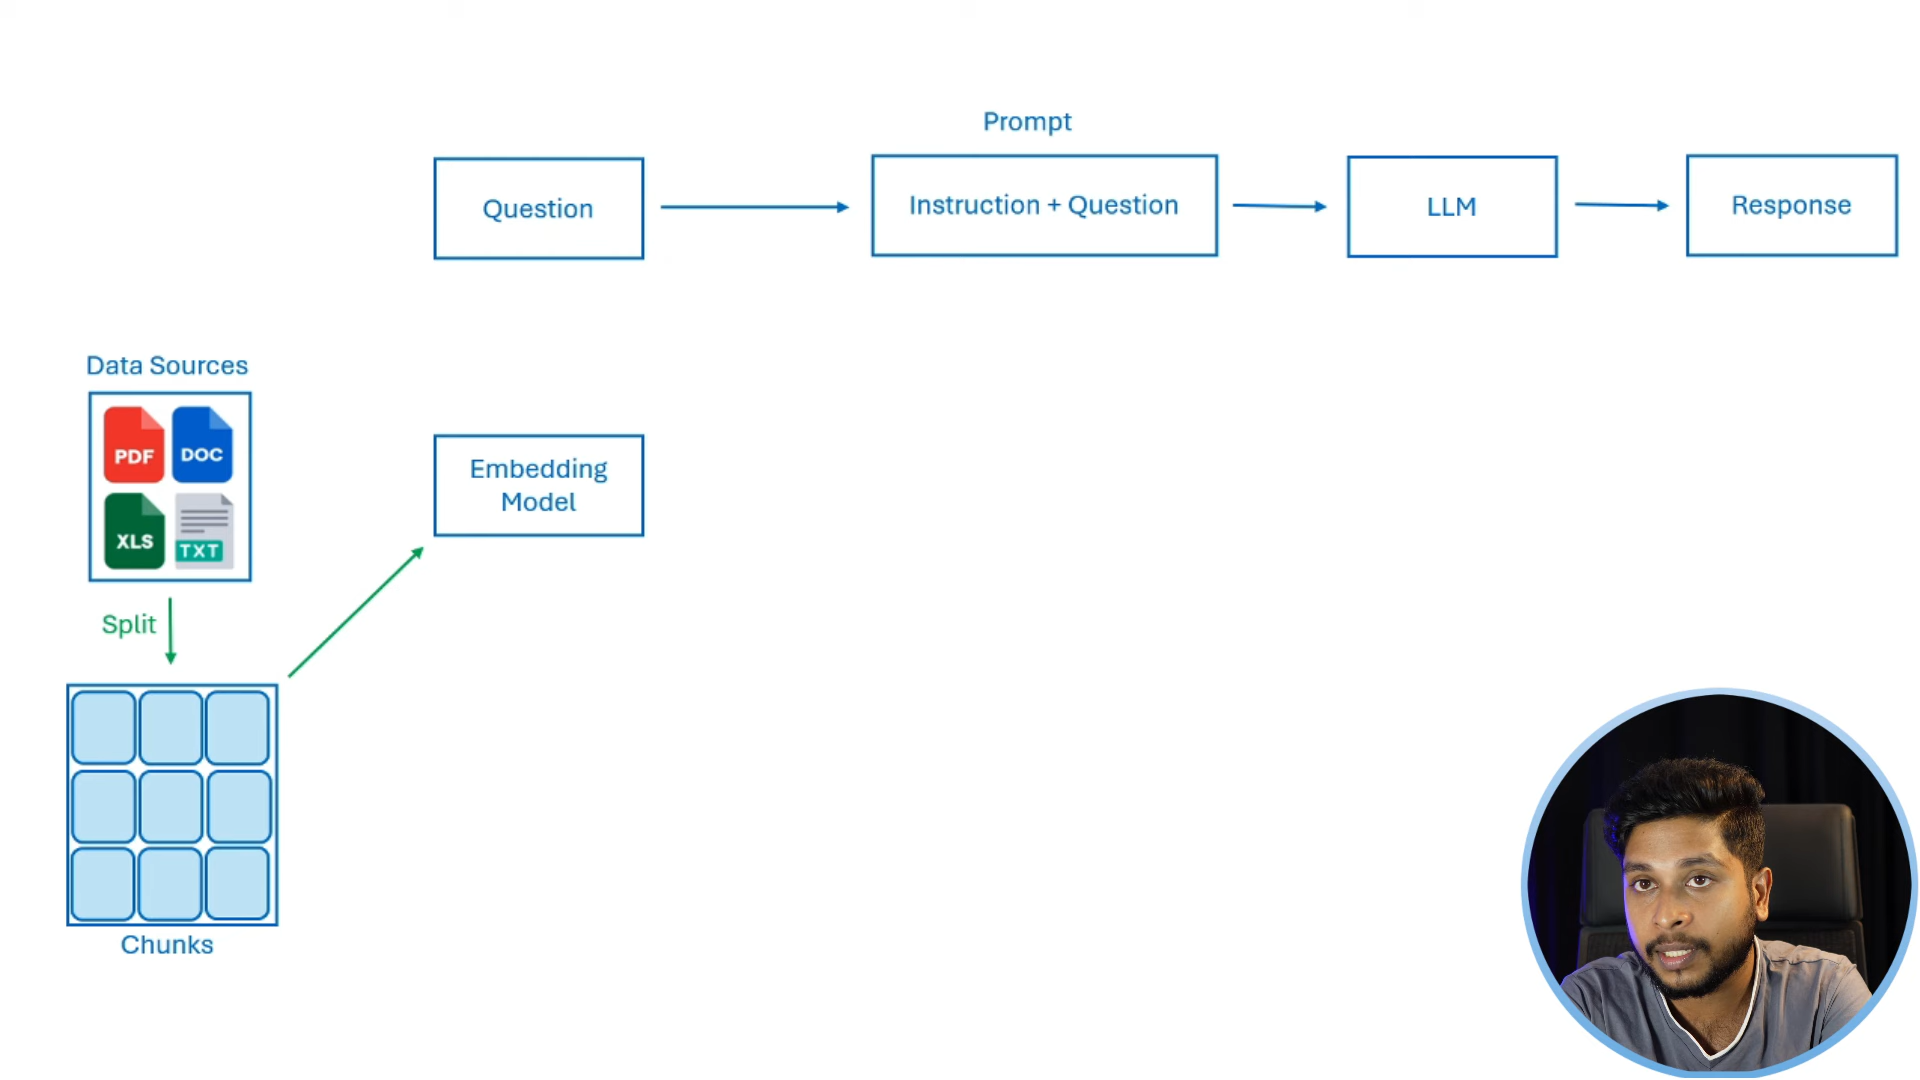 Prompt
Question
Instruction + Question
LLM
Response
Data Sources
PDF
DOC
XLS
TXT
Embedding
Model
Split
Chunks